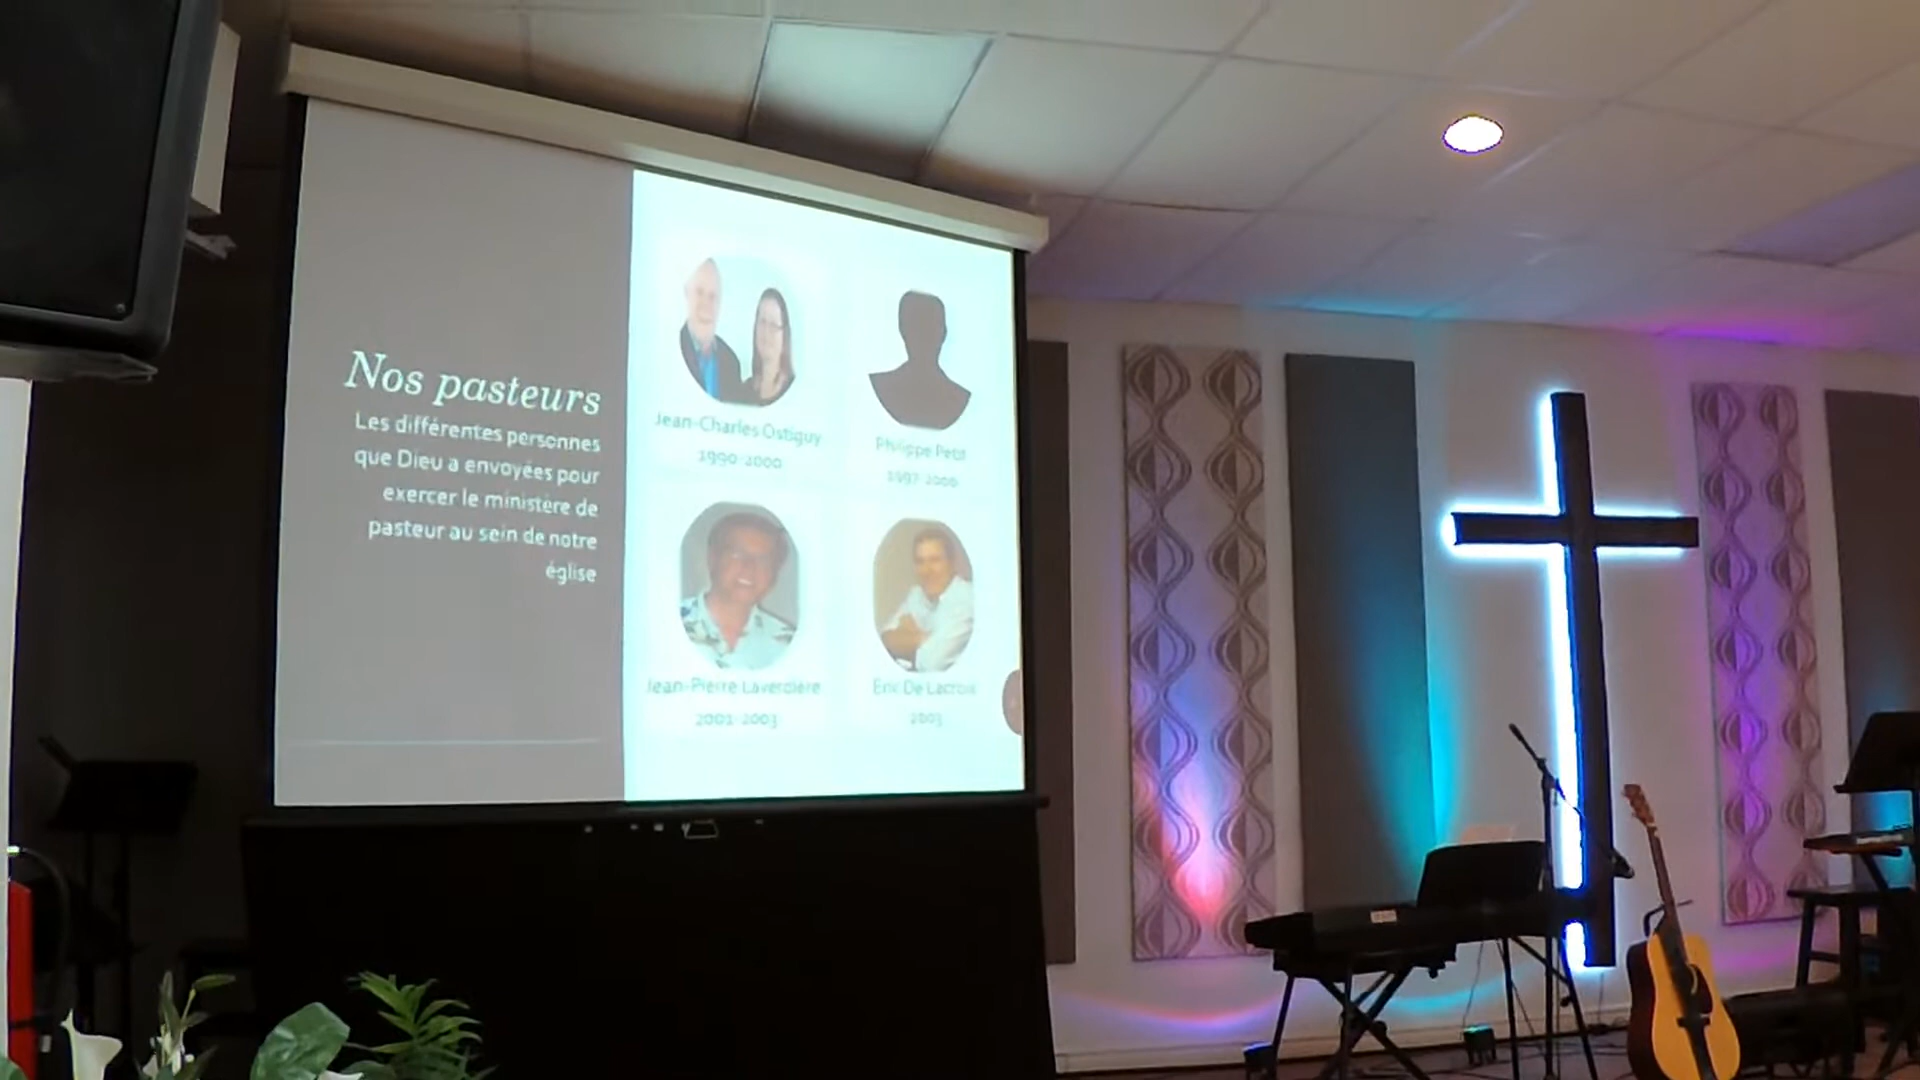 Nos pasteurs
Les différentes personnes
que Dieu a envoyées pour
exercer le ministère de
pasteur au sein de notre
église
Jean-Charles Ostiguy
1990-2000
Philippe Petit
1997-2000
Jean-Pierre Laverdière
2001-2003
Eric De Lacroix
2003